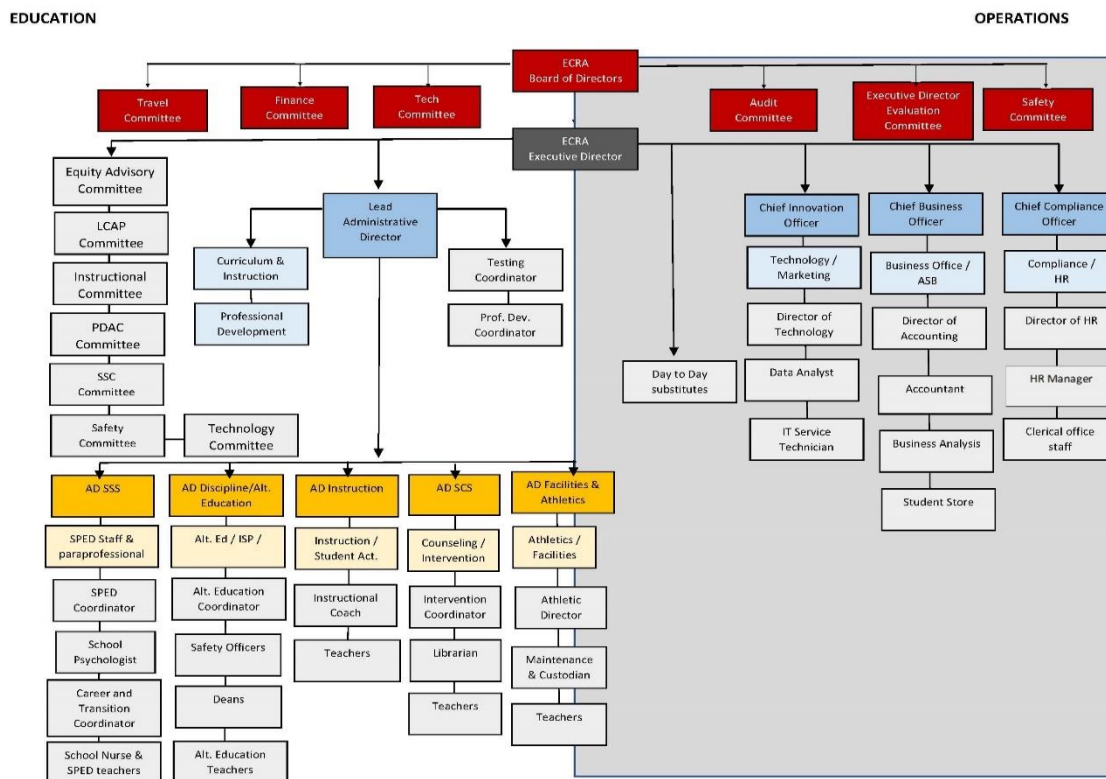 EDUCATION
OPERATIONS
ECRA
Board of Directors
Travel
Committee
Finance
Committee
Tech
Committee
Audit
Committee
Executive Director
Evaluation
Committee
Safety
Committee
ECRA
Executive Director
Equity Advisory
Committee
LCAP
Committee
Instructional
Committee
PDAC
Committee
SSC
Committee
Safety
Committee
Technology
Committee
Lead
Administrative
Director
Curriculum &
Instruction
Professional
Development
Testing
Coordinator
Prof. Dev.
Coordinator
Day to Day
substitutes
Chief Innovation
Officer
Technology /
Marketing
Director of
Technology
Data Analyst
IT Service
Technician
Chief Business
Officer
Business Office /
ASB
Director of
Accounting
Accountant
Business Analysis
Student Store
Chief Compliance
Officer
Compliance /
HR
Director of HR
HR Manager
Clerical office
staff
AD SSS
SPED Staff &
paraprofessional
SPED
Coordinator
School
Psychologist
Career and
Transition
Coordinator
School Nurse &
SPED teachers
AD Discipline/Alt.
Education
Alt. Ed / ISP /
Alt. Education
Coordinator
Safety Officers
Deans
Alt. Education
Teachers
AD Instruction
Instruction /
Student Act.
Instructional
Coach
Teachers
AD SCS
Counseling /
Intervention
Intervention
Coordinator
Librarian
Teachers
AD Facilities &
Athletics
Athletics /
Facilities
Athletic
Director
Maintenance
& Custodian
Teachers